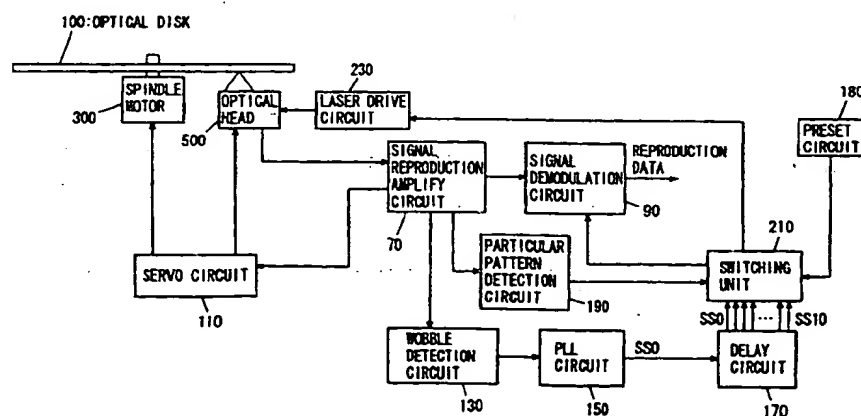 100:OPTICAL DISK
SPINDLE
MOTOR
300
OPTICAL
HEAD
500
230
LASER DRIVE
CIRCUIT
180
PRESET
CIRCUIT
SIGNAL
REPRODUCTION
AMPLIFY
CIRCUIT
70
SIGNAL
DEMODULATION
CIRCUIT
90
REPRODUCTION
DATA
210
SWITCHING
UNIT
PARTICULAR
PATTERN
DETECTION
CIRCUIT
190
SERVO CIRCUIT
110
SS0
...
SS10
WOBBLE
DETECTION
CIRCUIT
130
PLL
CIRCUIT
150
SS0
DELAY
CIRCUIT
170